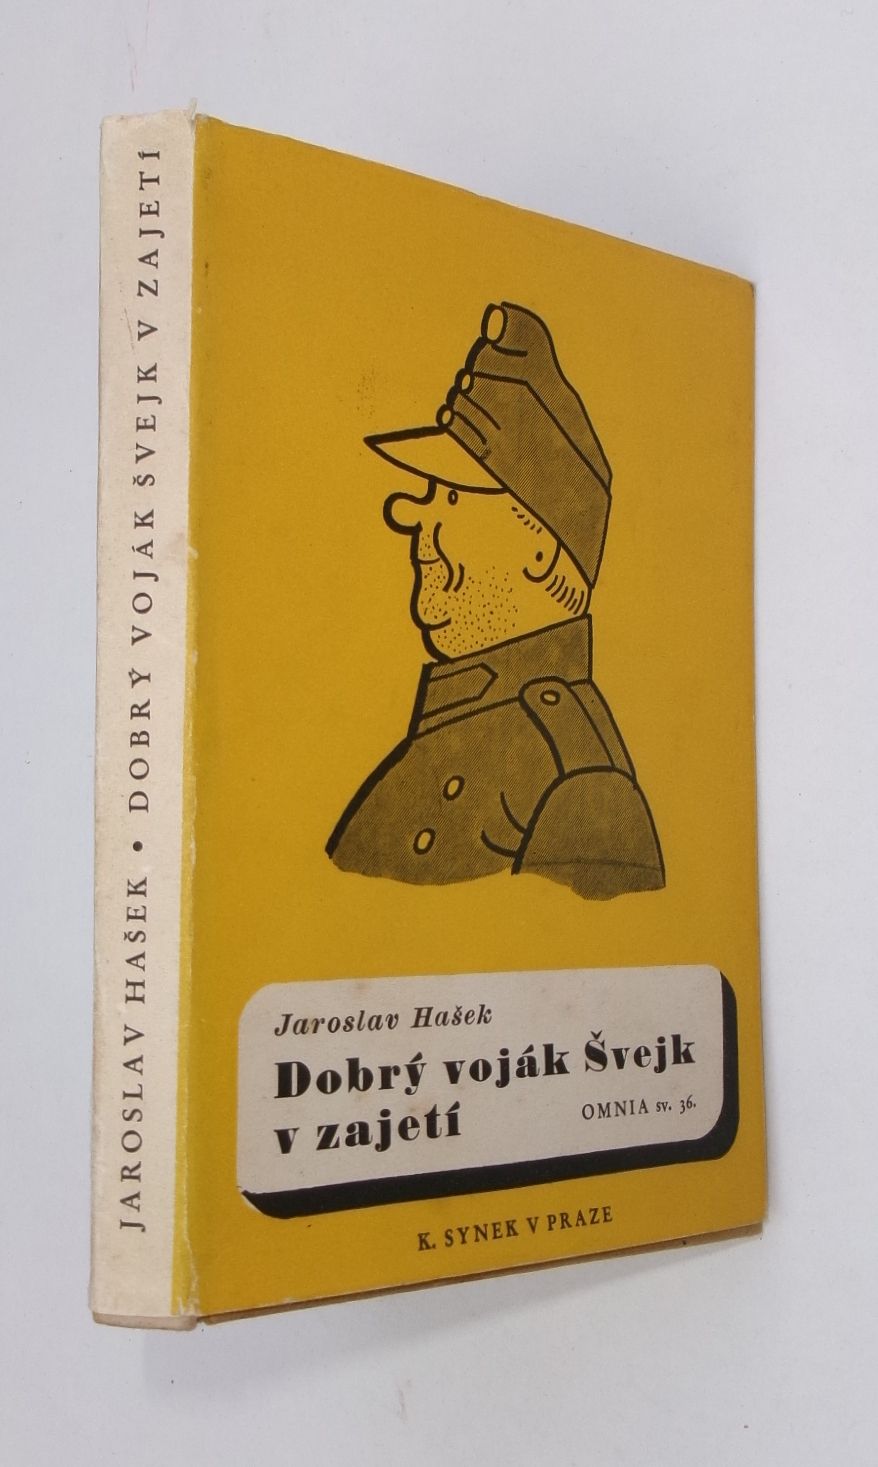 JAROSLAV HAŠEK • DOBRÝ VOJÁK ŠVEJK V ZAJETÍ
Jaroslav Hašek
Dobrý voják Švejk
v zajetí
OMNIA sv. 36.
K. SYNEK V PRAZE